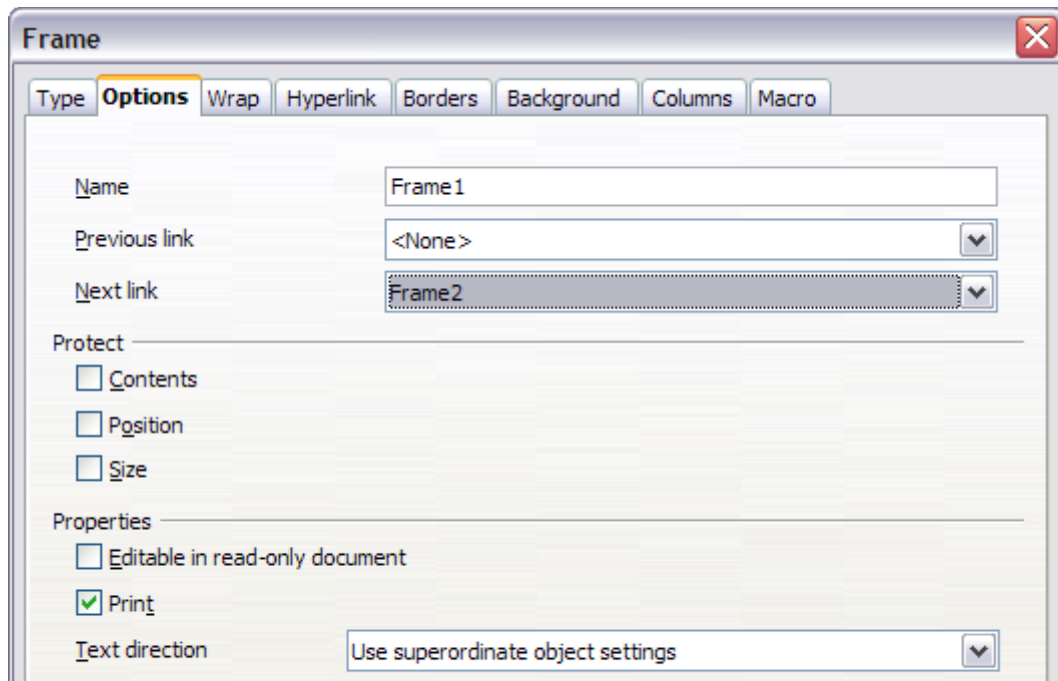 Frame
Type Options Wrap Hyperlink Borders Background Columns Macro
Name Frame1
Previous link <None>
Next link Frame2
Protect
Contents
Position
Size
Properties
Editable in read-only document
Print
Text direction Use superordinate object settings